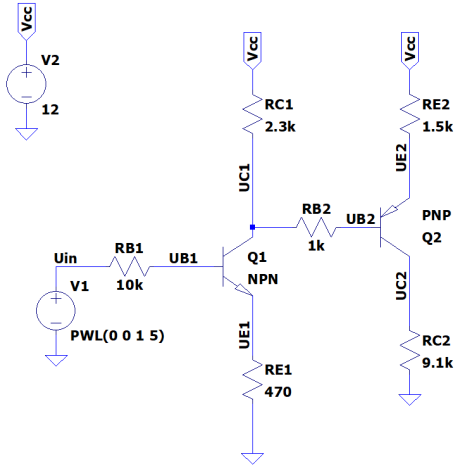 Vcc
V2
12
Vcc
RC1
2.3k
UC1
Vcc
RE2
1.5k
UE2
RB2
1k
UB2
PNP
Q2
Uin
RB1
10k
UB1
Q1
NPN
V1
PWL(0 0 1 5)
UE1
RE1
470
UC2
RC2
9.1k